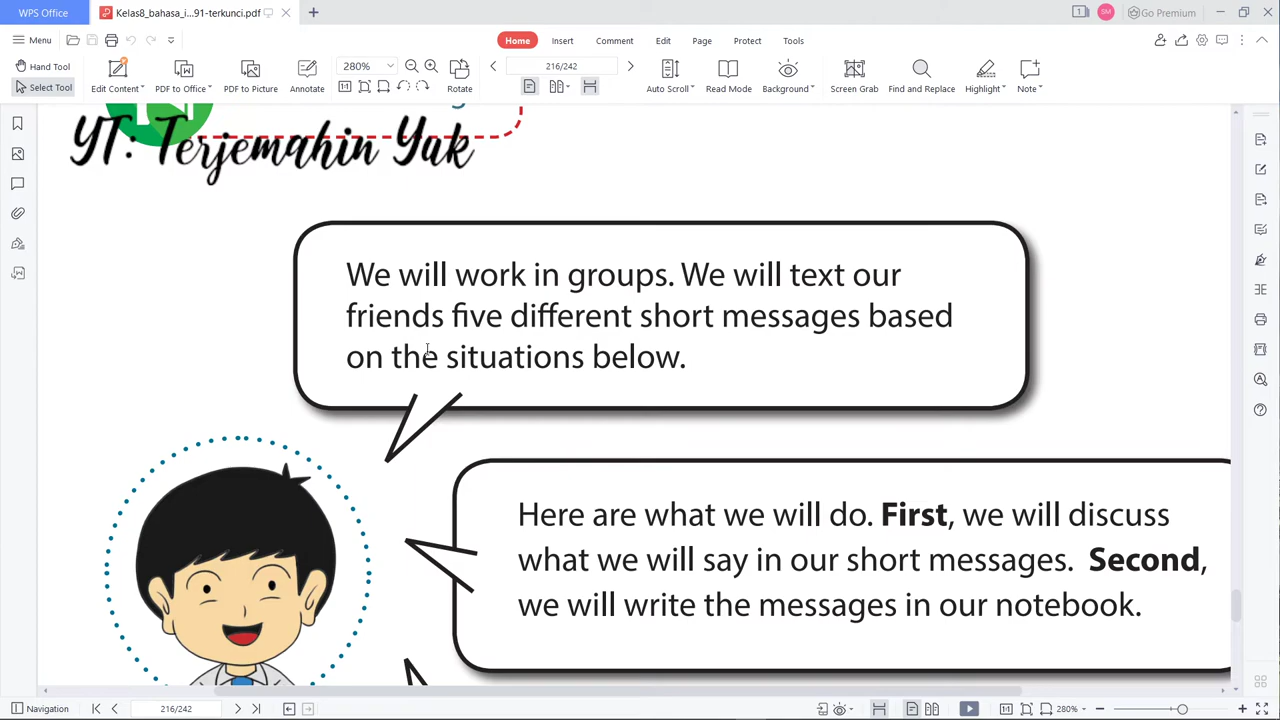 WPS Office
Kelas8_bahasa_i...91-terkunci.pdf
SM
Go Premium
Menu
Home
Insert
Comment
Edit
Page
Protect
Tools
Hand Tool
Select Tool
Edit Content
PDF to Office
PDF to Picture
Annotate
280%
Rotate
216/242
Auto Scroll
Read Mode
Background
Screen Grab
Find and Replace
Highlight
Note
YT: Terjemahin Yuk
We will work in groups. We will text our
friends five different short messages based
on the situations below.
Here are what we will do. First, we will discuss
what we will say in our short messages. Second,
we will write the messages in our notebook.
Navigation
216/242
280%